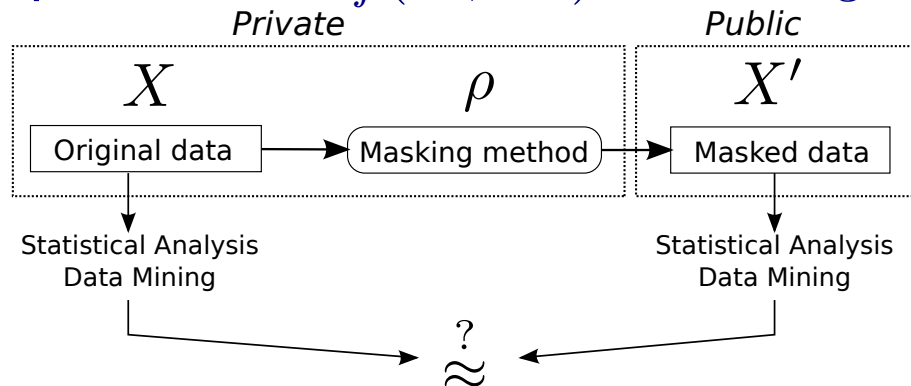 Private
Public
X
ρ
X′
Original data
Masking method
Masked data
Statistical Analysis
Data Mining
Statistical Analysis
Data Mining
?
≈